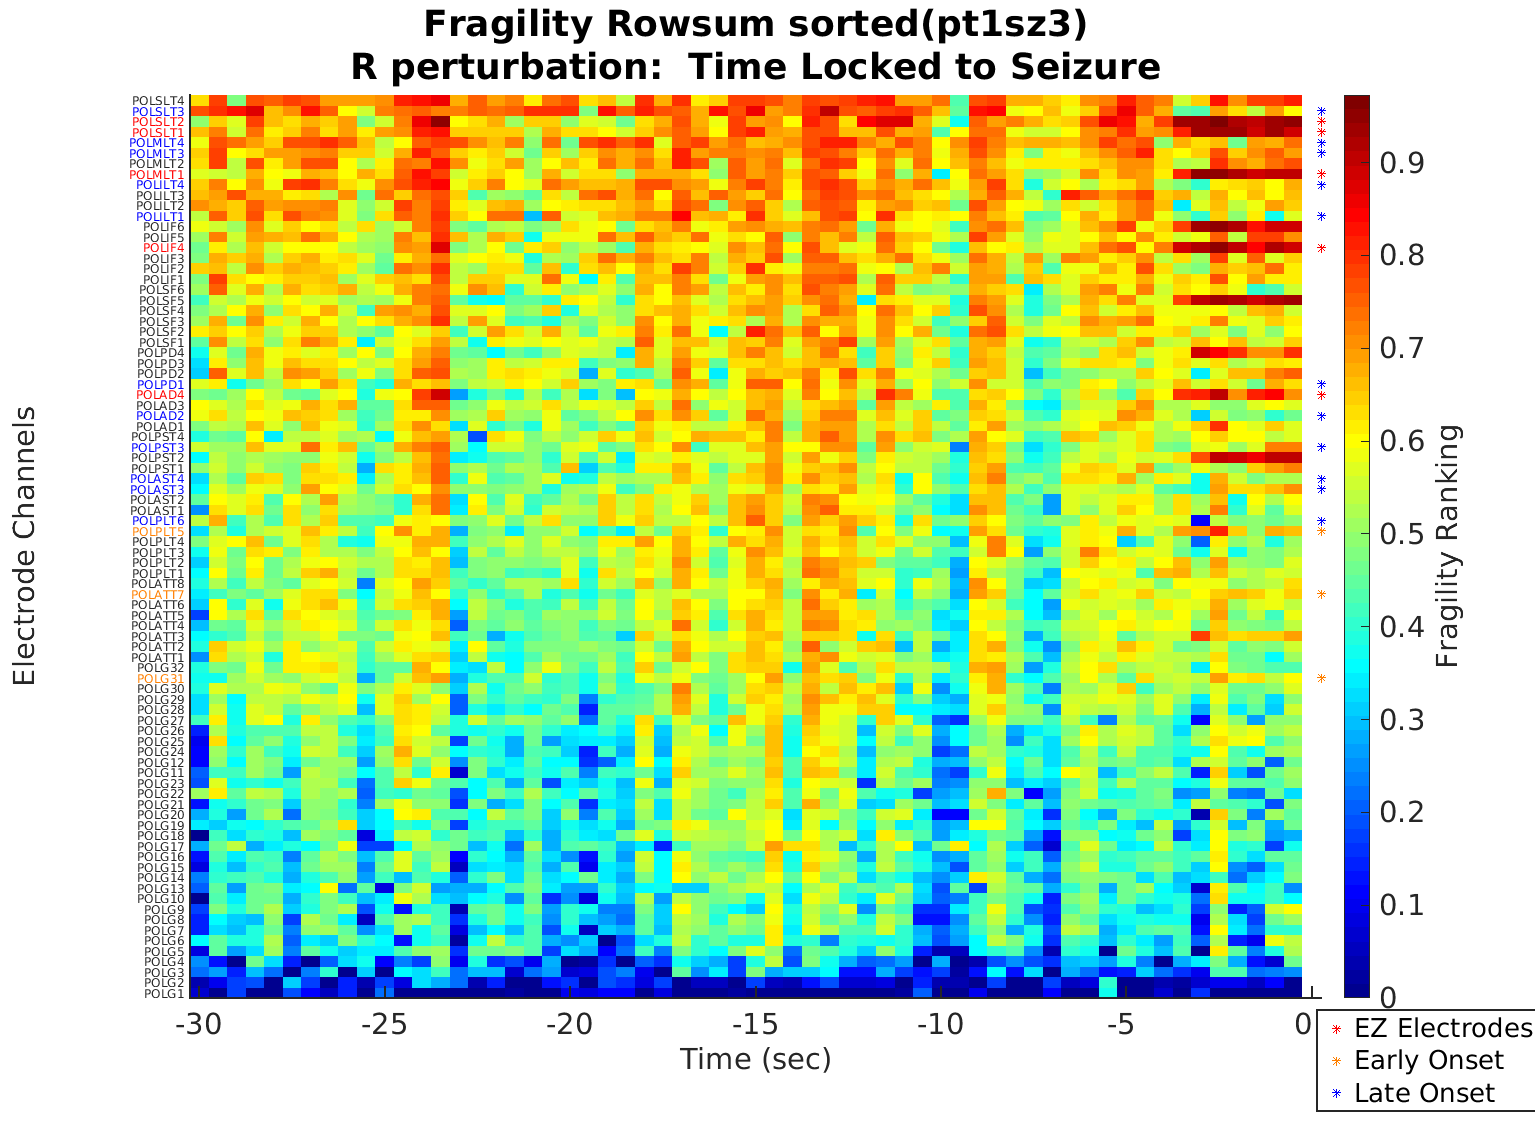 Fragility Rowsum sorted(pt1sz3)
R perturbation:  Time Locked to Seizure
Electrode Channels
POLSLT4
POLSLT3
POLSLT2
POLSLT1
POLMLT4
POLMLT3
POLMLT2
POLMLT1
POLILT4
POLILT3
POLILT2
POLILT1
POLIF6
POLIF5
POLIF4
POLIF3
POLIF2
POLIF1
POLSF6
POLSF5
POLSF4
POLSF3
POLSF2
POLSF1
POLPD4
POLPD3
POLPD2
POLPD1
POLAD4
POLAD3
POLAD2
POLAD1
POLPST4
POLPST3
POLPST2
POLPST1
POLAST4
POLAST3
POLAST2
POLAST1
POLPLT6
POLPLT5
POLPLT4
POLPLT3
POLPLT2
POLPLT1
POLATT8
POLATT7
POLATT6
POLATT5
POLATT4
POLATT3
POLATT2
POLATT1
POLG32
POLG31
POLG30
POLG29
POLG28
POLG27
POLG26
POLG25
POLG24
POLG12
POLG11
POLG23
POLG22
POLG21
POLG20
POLG19
POLG18
POLG17
POLG16
POLG15
POLG14
POLG13
POLG10
POLG9
POLG8
POLG7
POLG6
POLG5
POLG4
POLG3
POLG2
POLG1
-30 -25 -20 -15 -10 -5 0
Time (sec)
0.9
0.8
0.7
0.6
0.5
0.4
0.3
0.2
0.1
0
Fragility Ranking
EZ Electrodes
Early Onset
Late Onset